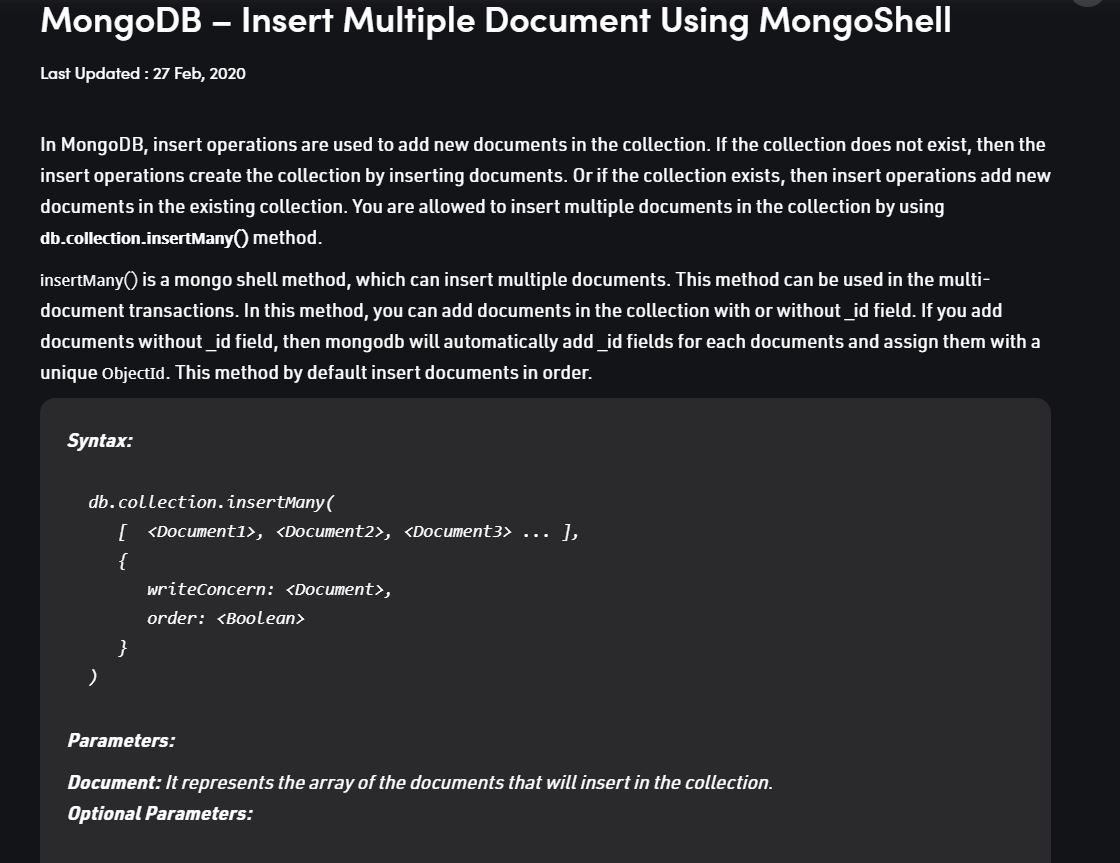 MongoDB – Insert Multiple Document Using MongoShell
Last Updated : 27 Feb, 2020
In MongoDB, insert operations are used to add new documents in the collection. If the collection does not exist, then the
insert operations create the collection by inserting documents. Or if the collection exists, then insert operations add new
documents in the existing collection. You are allowed to insert multiple documents in the collection by using
db.collection.insertMany() method.
insertMany() is a mongo shell method, which can insert multiple documents. This method can be used in the multi-
document transactions. In this method, you can add documents in the collection with or without _id field. If you add
documents without _id field, then mongodb will automatically add _id fields for each documents and assign them with a
unique ObjectId. This method by default insert documents in order.
Syntax:
db.collection.insertMany(
[ <Document1>, <Document2>, <Document3> ... ],
{
writeConcern: <Document>,
order: <Boolean>
}
)
Parameters:
Document: It represents the array of the documents that will insert in the collection.
Optional Parameters: